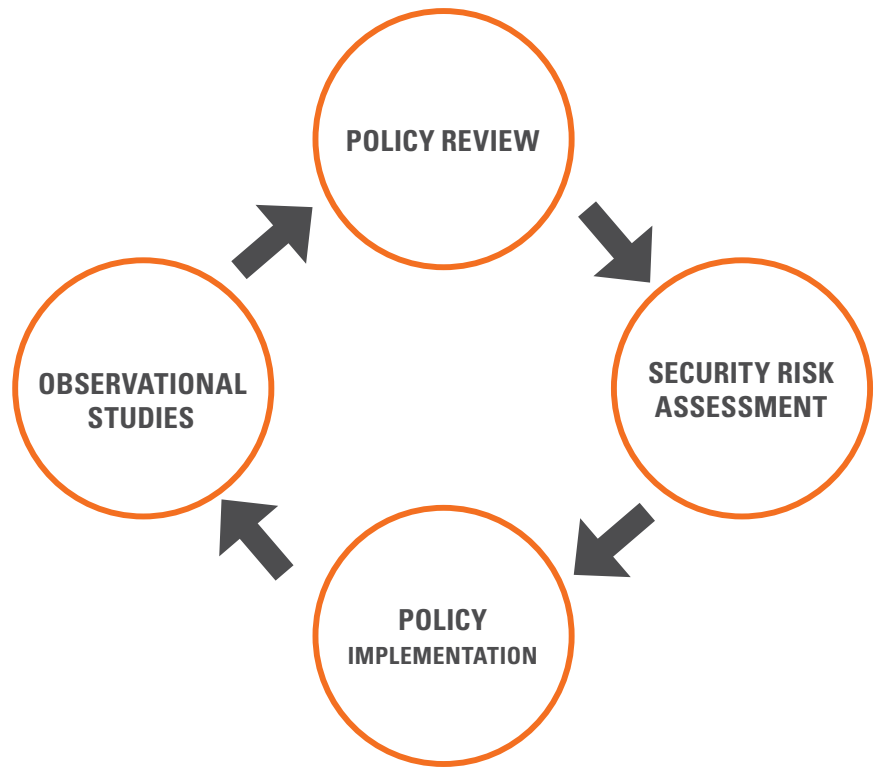 POLICY REVIEW
SECURITY RISK
ASSESSMENT
POLICY
IMPLEMENTATION
OBSERVATIONAL
STUDIES